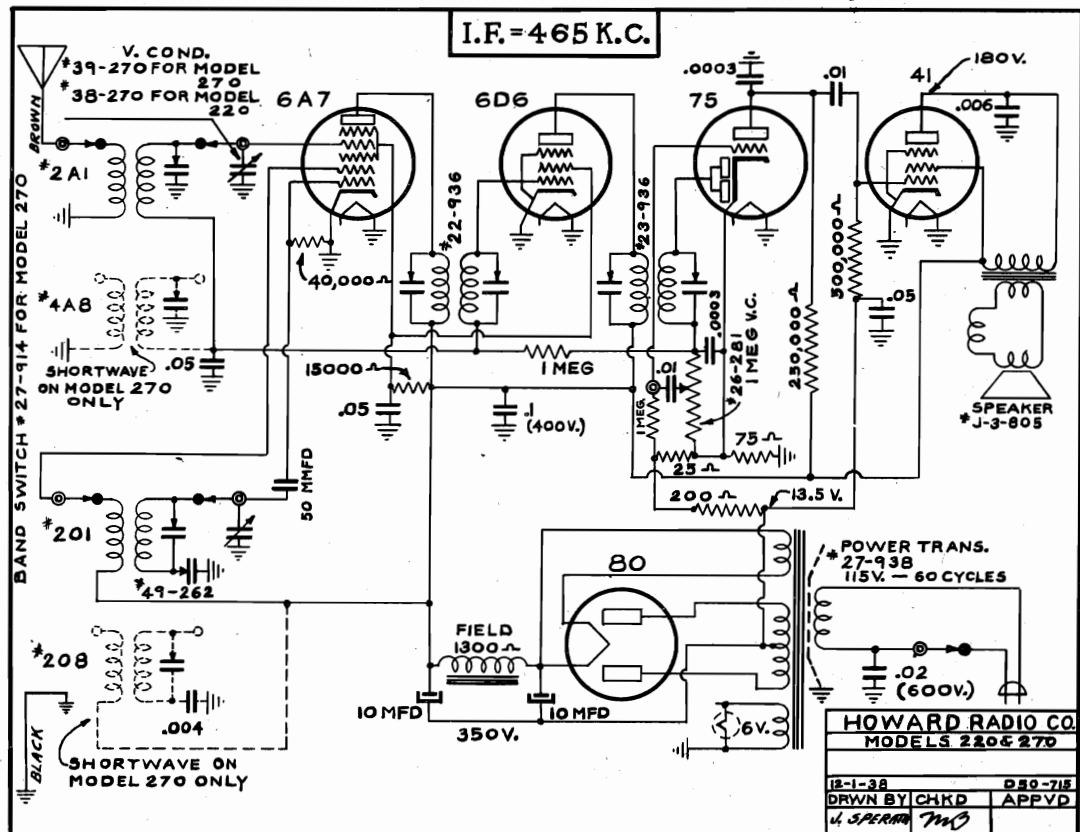 I.F. = 465 K.C.
V. COND.
*39-270 FOR MODEL
270
*38-270 FOR MODEL
220
BROWN
*2A1
6A7
6D6
75
41
180V.
.0003
.01
.006
BAND SWITCH *27-914 FOR MODEL 270
*22-936
*23-936
40,000Ω
*4A8
SHORTWAVE
ON MODEL 270
ONLY
.05
15000Ω
.05
1 MEG
.1
(400V.)
.01
1 MEG.
.0003
*26-281
1 MEG V.C.
250,000Ω
500,000Ω
.05
SPEAKER
*J-3-805
75Ω
25Ω
200Ω
13.5 V.
50 MMFD
*201
*49-262
*208
.004
BLACK
SHORTWAVE ON
MODEL 270 ONLY
FIELD
1300Ω
10 MFD
10 MFD
350V.
80
6V.
*POWER TRANS.
27-938
115V. — 60 CYCLES
.02
(600V.)
HOWARD RADIO CO.
MODELS 220 & 270
12-1-38 D50-715
DRWN BY CHKD APPVD